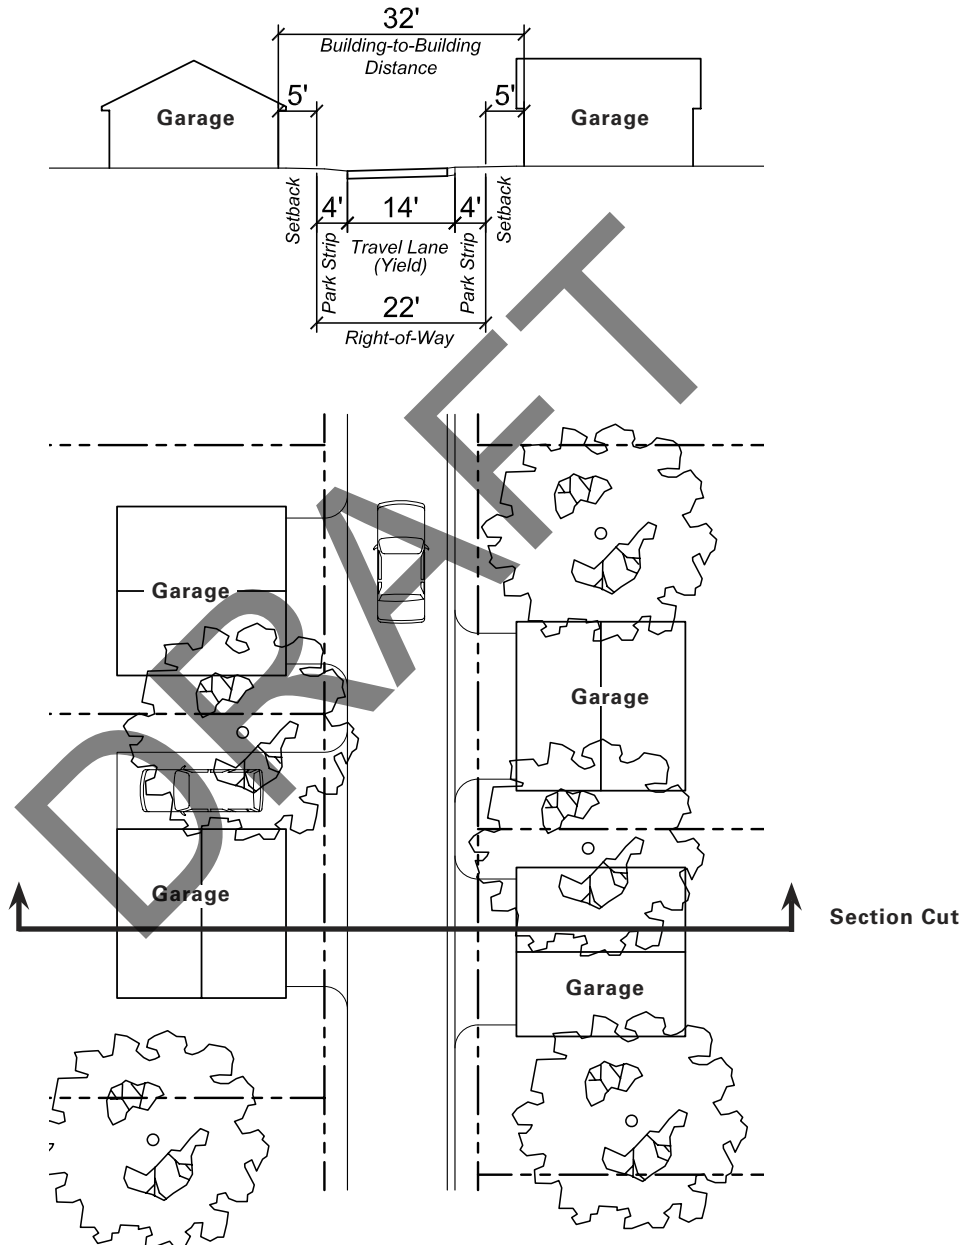 32'
Building-to-Building
Distance
5'
5'
Garage
Garage
Setback
4'
14'
4'
Setback
Park Strip
Travel Lane
(Yield)
Park Strip
22'
Right-of-Way
DRAFT
Garage
Garage
Garage
Section Cut
Garage